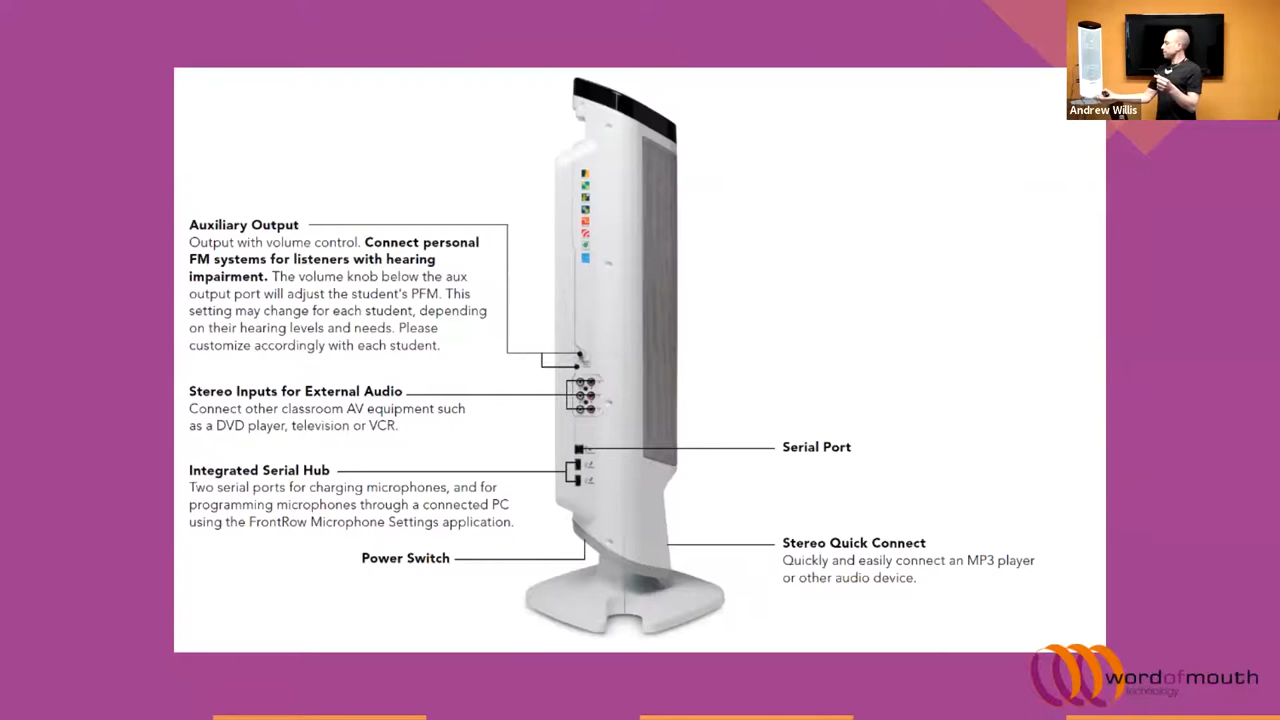 Andrew Willis
Auxiliary Output
Output with volume control. Connect personal
FM systems for listeners with hearing
impairment. The volume knob below the aux
output port will adjust the student's PFM. This
setting may change for each student, depending
on their hearing levels and needs. Please
customize accordingly with each student.
Stereo Inputs for External Audio
Connect other classroom AV equipment such
as a DVD player, television or VCR.
Integrated Serial Hub
Two serial ports for charging microphones, and for
programming microphones through a connected PC
using the FrontRow Microphone Settings application.
Power Switch
Serial Port
Stereo Quick Connect
Quickly and easily connect an MP3 player
or other audio device.
wordofmouth
technology